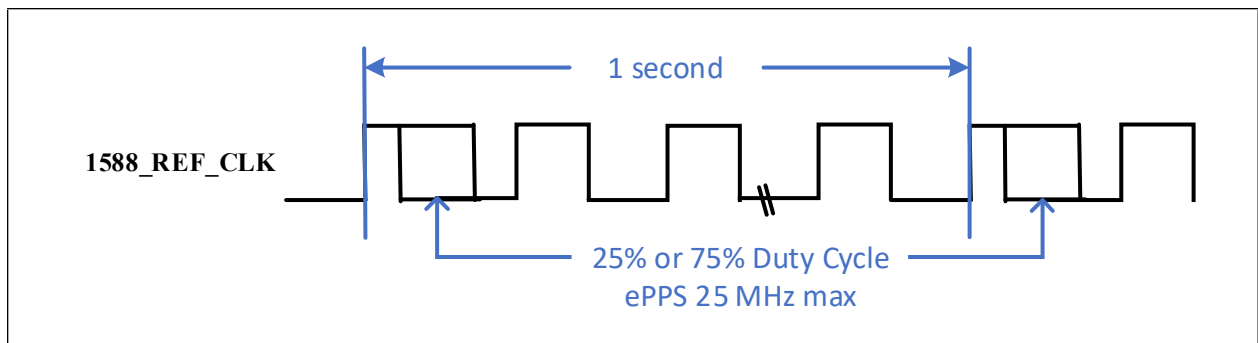 1 second
1588_REF_CLK
25% or 75% Duty Cycle
ePPS 25 MHz max